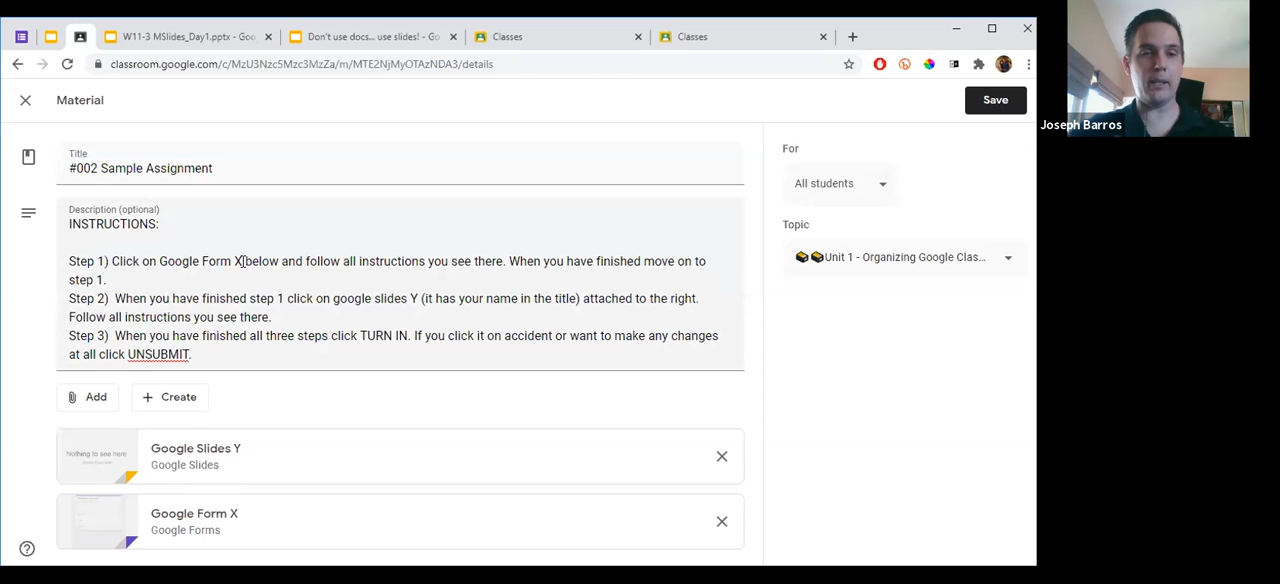 W11-3 MSlides_Day1.pptx - Goo
Don't use docs... use slides! - Go
Classes
Classes
classroom.google.com/c/MzU3Nzc5Mzc3MzZa/m/MTE2NjMyOTAzNDA3/details
Material
Save
Joseph Barros
Title
#002 Sample Assignment
For
All students
Description (optional)
INSTRUCTIONS:
Topic
Unit 1 - Organizing Google Clas...
Step 1) Click on Google Form X below and follow all instructions you see there. When you have finished move on to
step 1.
Step 2)  When you have finished step 1 click on google slides Y (it has your name in the title) attached to the right.
Follow all instructions you see there.
Step 3)  When you have finished all three steps click TURN IN. If you click it on accident or want to make any changes
at all click UNSUBMIT.
Add
Create
Nothing to see here
Google Slides Y
Google Slides
Google Form X
Google Forms